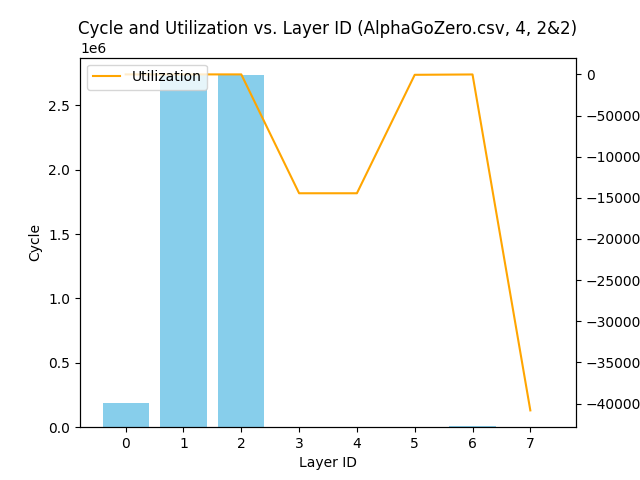 Cycle and Utilization vs. Layer ID (AlphaGoZero.csv, 4, 2&2)
1e6
Utilization
2.5
2.0
1.5
1.0
0.5
0.0
Cycle
0
−5000
−10000
−15000
−20000
−25000
−30000
−35000
−40000
0 1 2 3 4 5 6 7
Layer ID